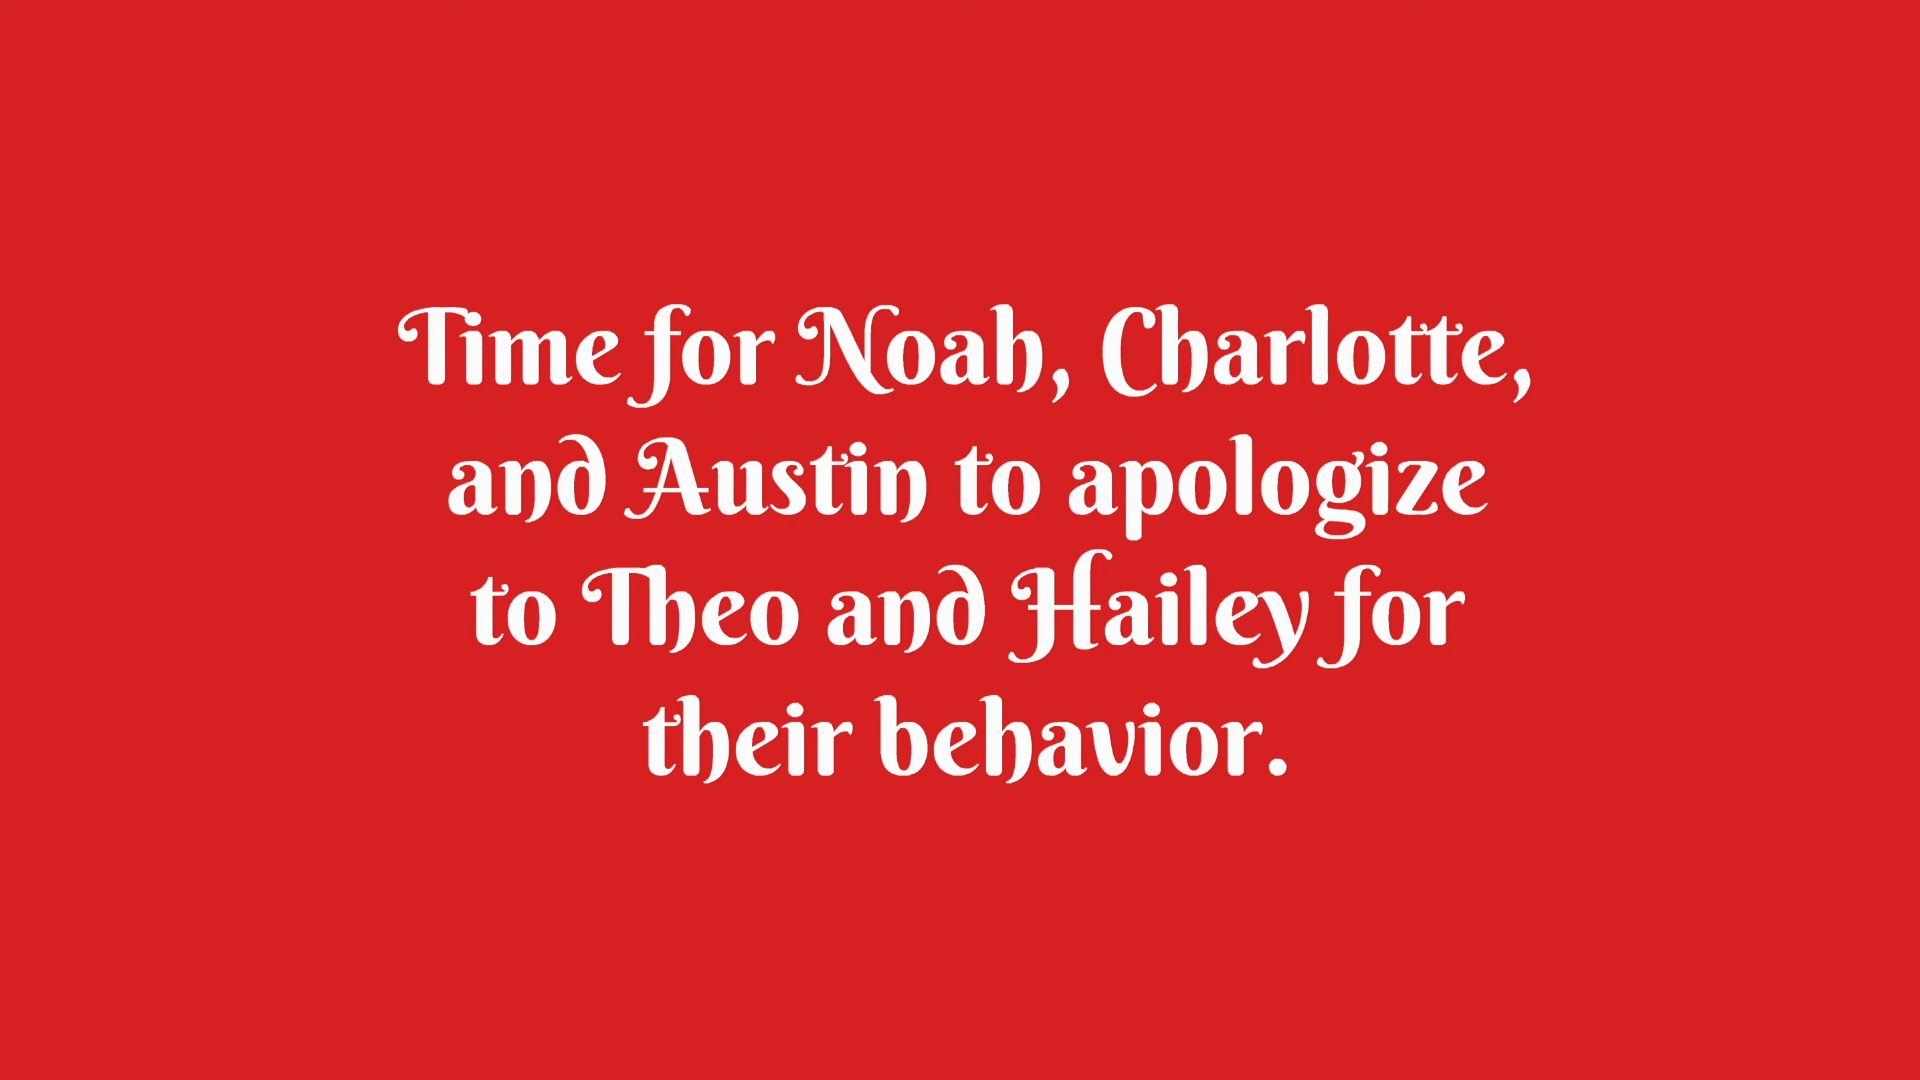 Time for Noah, Charlotte,
and Austin to apologize
to Theo and Hailey for
their behavior.